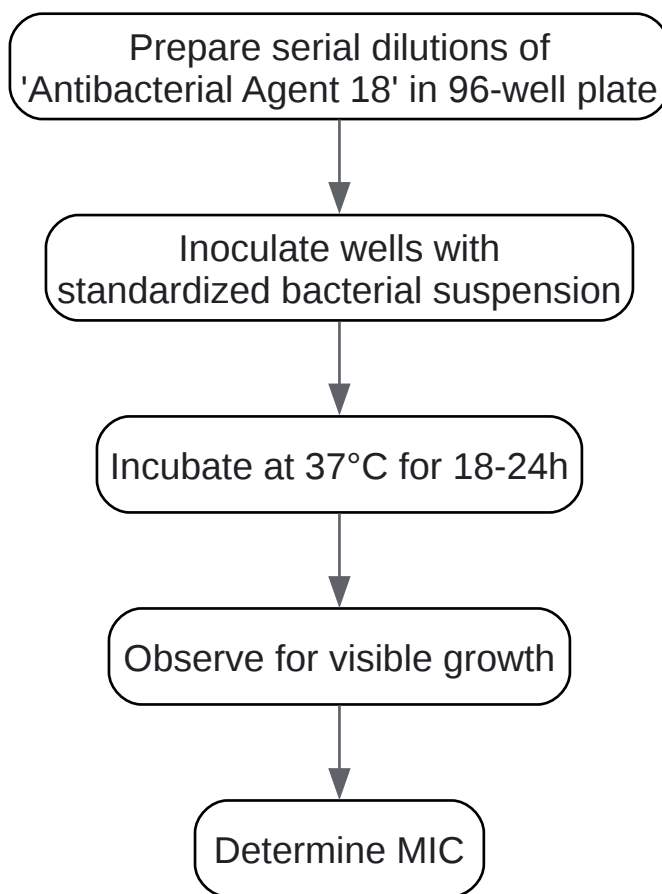 Prepare serial dilutions of
'Antibacterial Agent 18' in 96-well plate
Inoculate wells with
standardized bacterial suspension
Incubate at 37°C for 18-24h
Observe for visible growth
Determine MIC